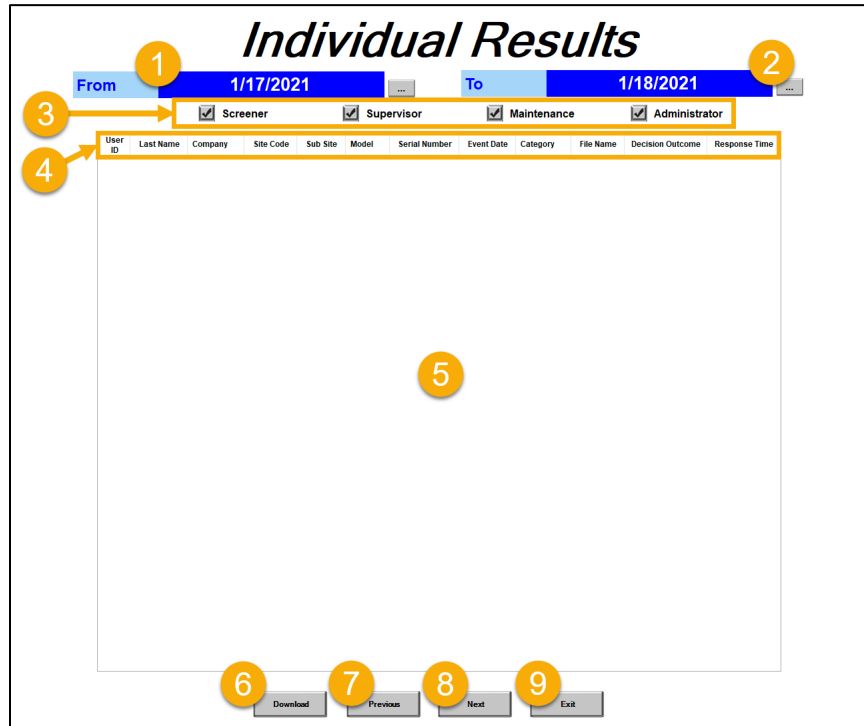 Individual Results
1 2
From 1/17/2021 ... To 1/18/2021 ...
3 Screener Supervisor Maintenance Administrator
4 User ID Last Name Company Site Code Sub Site Model Serial Number Event Date Category File Name Decision Outcome Response Time
5
6 7 8 9
Download Previous Next Exit